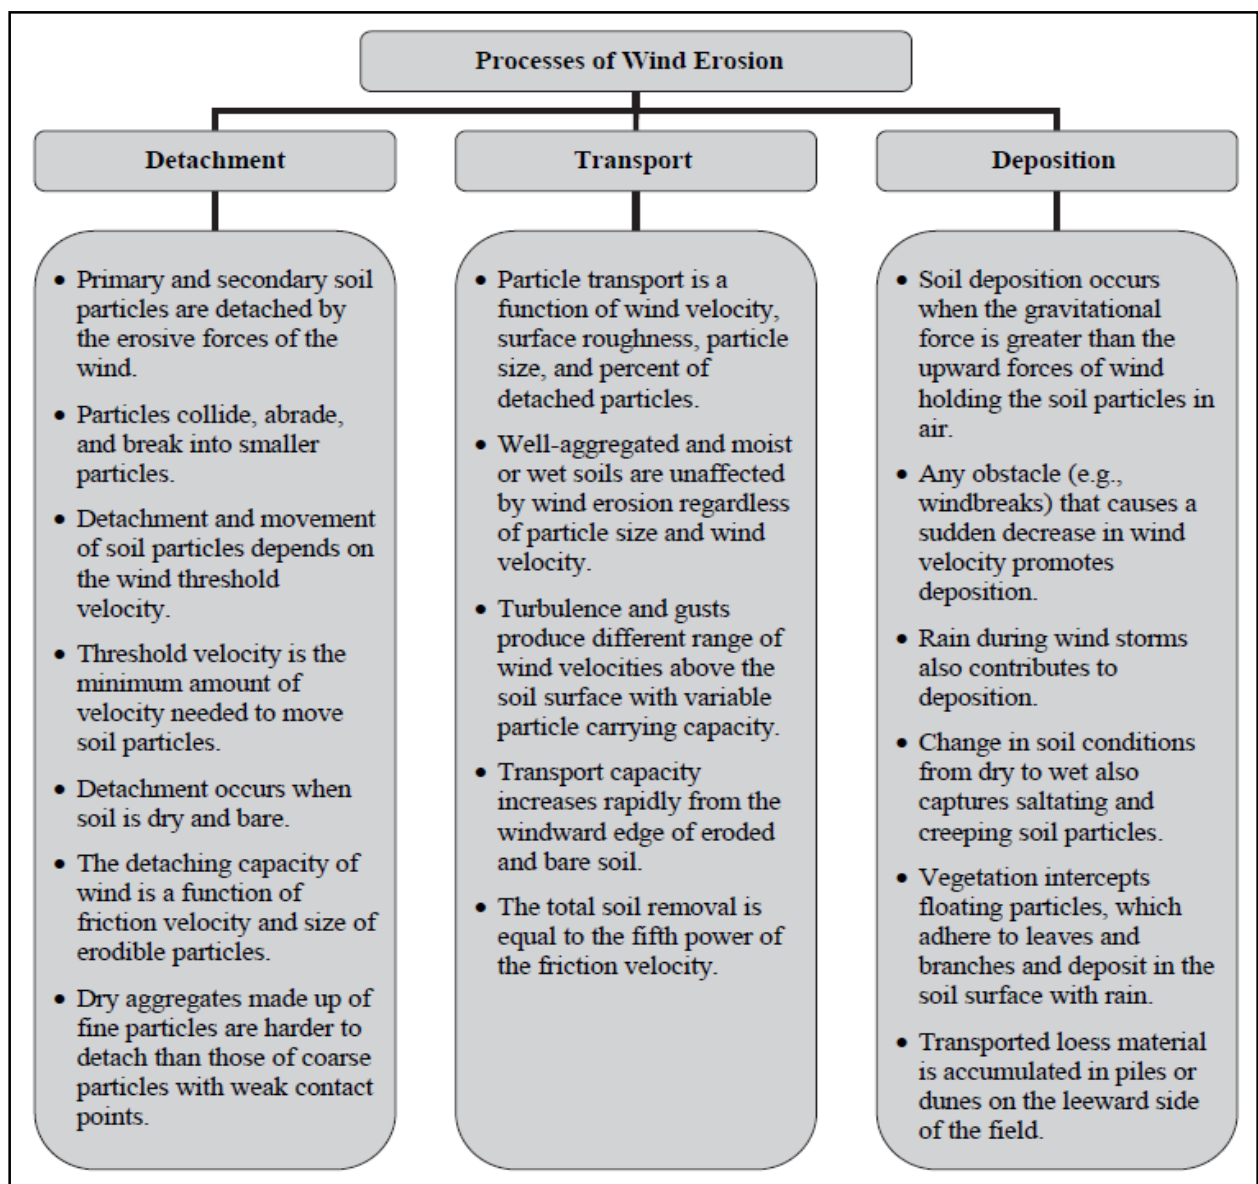 Processes of Wind Erosion
Detachment
• Primary and secondary soil
particles are detached by
the erosive forces of the
wind.
• Particles collide, abrade,
and break into smaller
particles.
• Detachment and movement
of soil particles depends on
the wind threshold
velocity.
• Threshold velocity is the
minimum amount of
velocity needed to move
soil particles.
• Detachment occurs when
soil is dry and bare.
• The detaching capacity of
wind is a function of
friction velocity and size of
erodible particles.
• Dry aggregates made up of
fine particles are harder to
detach than those of coarse
particles with weak contact
points.
Transport
• Particle transport is a
function of wind velocity,
surface roughness, particle
size, and percent of
detached particles.
• Well-aggregated and moist
or wet soils are unaffected
by wind erosion regardless
of particle size and wind
velocity.
• Turbulence and gusts
produce different range of
wind velocities above the
soil surface with variable
particle carrying capacity.
• Transport capacity
increases rapidly from the
windward edge of eroded
and bare soil.
• The total soil removal is
equal to the fifth power of
the friction velocity.
Deposition
• Soil deposition occurs
when the gravitational
force is greater than the
upward forces of wind
holding the soil particles in
air.
• Any obstacle (e.g.,
windbreaks) that causes a
sudden decrease in wind
velocity promotes
deposition.
• Rain during wind storms
also contributes to
deposition.
• Change in soil conditions
from dry to wet also
captures saltating and
creeping soil particles.
• Vegetation intercepts
floating particles, which
adhere to leaves and
branches and deposit in the
soil surface with rain.
• Transported loess material
is accumulated in piles or
dunes on the leeward side
of the field.